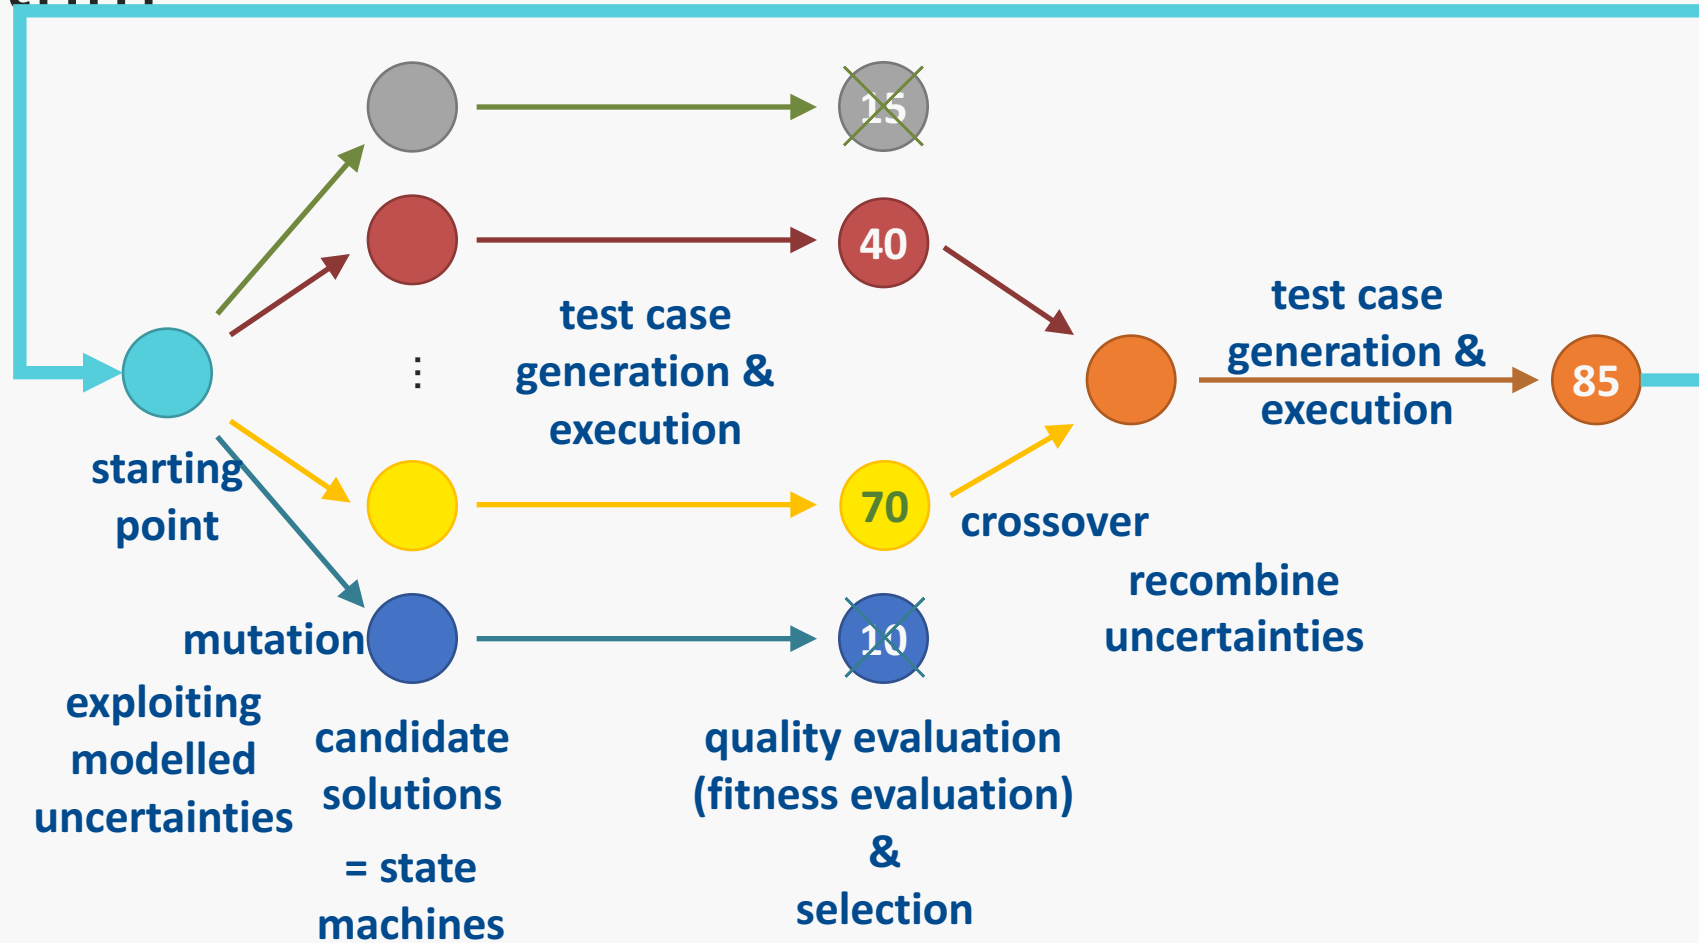 15
40
test case
generation &
execution
test case
generation &
execution
85
⋮
starting
point
70
crossover
recombine
uncertainties
mutation
10
exploiting
modelled
uncertainties
candidate
solutions
= state
machines
quality evaluation
(fitness evaluation)
&
selection